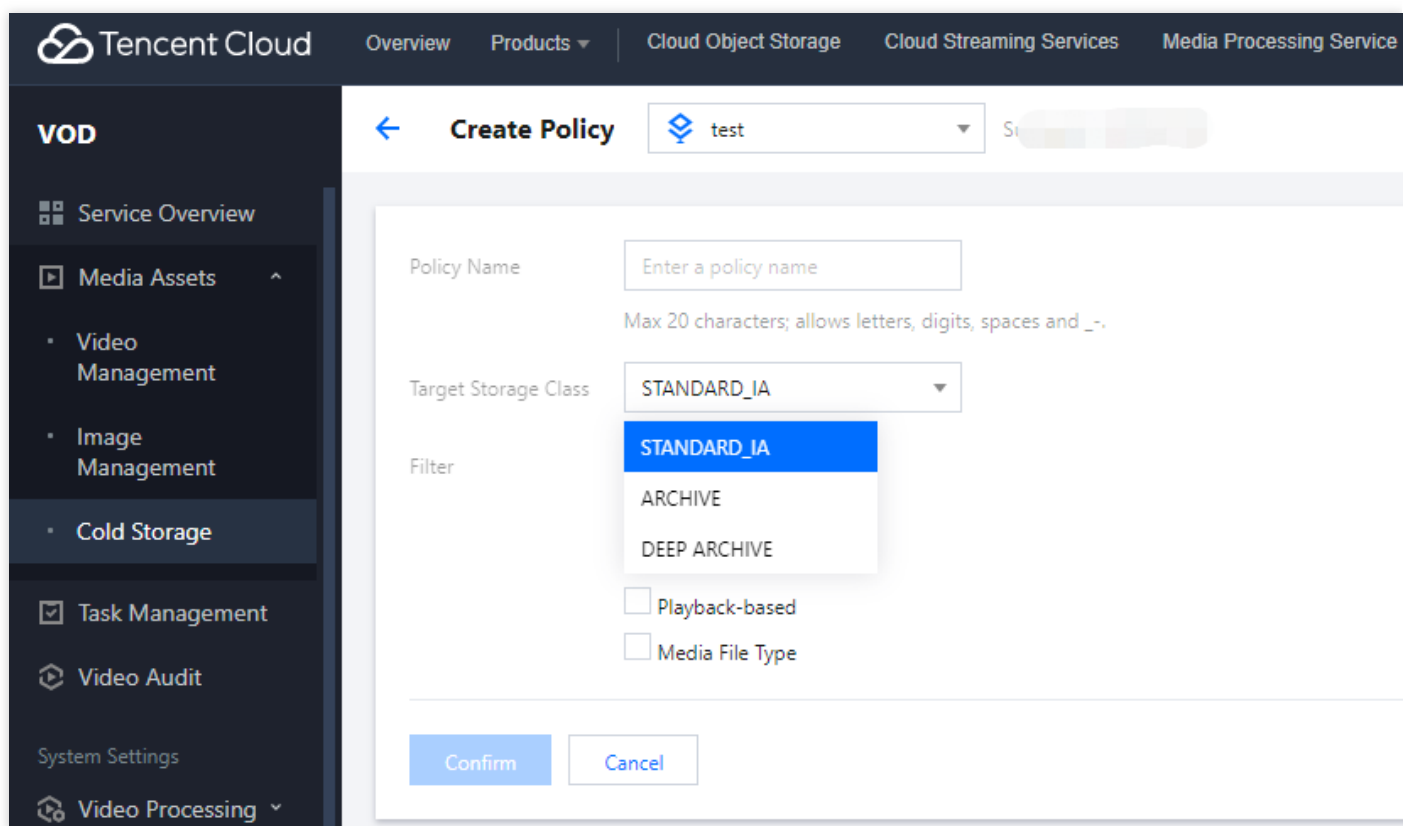 Tencent Cloud
Overview Products Cloud Object Storage Cloud Streaming Services Media Processing Service
VOD
Create Policy
test
Service Overview
Media Assets
Video
Management
Image
Management
Cold Storage
Task Management
Video Audit
System Settings
Video Processing
Policy Name
Enter a policy name
Max 20 characters; allows letters, digits, spaces and _-.
Target Storage Class
STANDARD_IA
Filter
STANDARD_IA
ARCHIVE
DEEP ARCHIVE
Playback-based
Media File Type
Confirm
Cancel